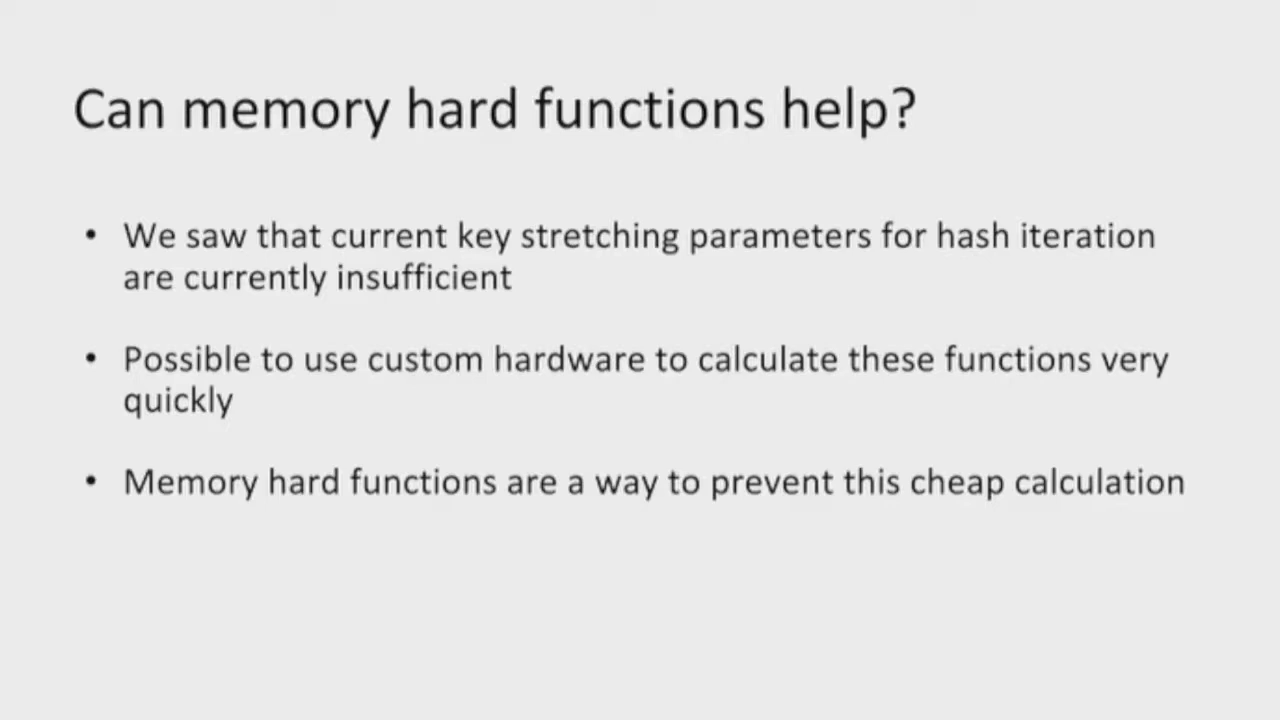 Can memory hard functions help?
• We saw that current key stretching parameters for hash iteration
are currently insufficient
• Possible to use custom hardware to calculate these functions very
quickly
• Memory hard functions are a way to prevent this cheap calculation